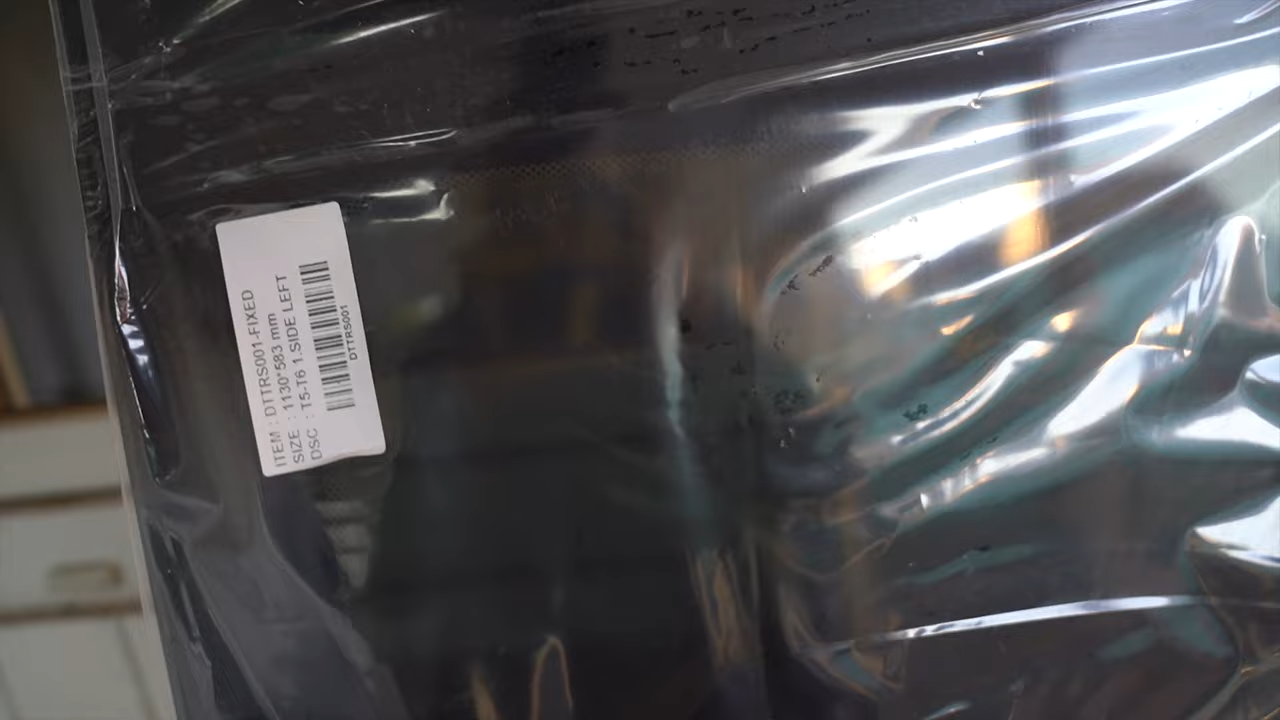 ITEM : DTTRS001-FIXED
SIZE : 1130*583 mm
DSC : T5-T6 1.SIDE LEFT
DTTRS001